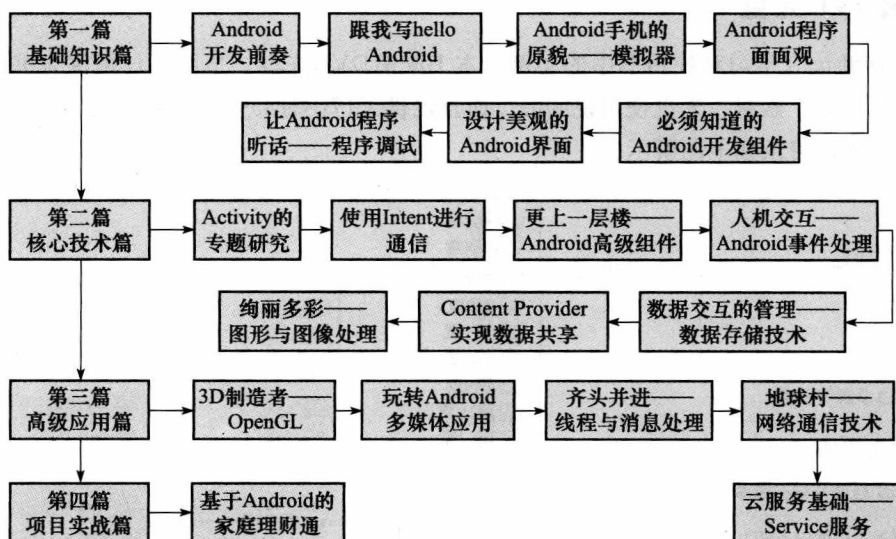 第一篇
基础知识篇
Android
开发前奏
跟我写hello
Android
Android手机的
原貌——模拟器
Android程序
面面观
必须知道的
Android开发组件
设计美观的
Android界面
让Android程序
听话——程序调试
第二篇
核心技术篇
Activity的
专题研究
使用Intent进行
通信
更上一层楼——
Android高级组件
人机交互——
Android事件处理
数据交互的管理——
数据存储技术
Content Provider
实现数据共享
绚丽多彩——
图形与图像处理
第三篇
高级应用篇
3D制造者——
OpenGL
玩转Android
多媒体应用
齐头并进——
线程与消息处理
地球村——
网络通信技术
云服务基础——
Service服务
第四篇
项目实战篇
基于Android的
家庭理财通